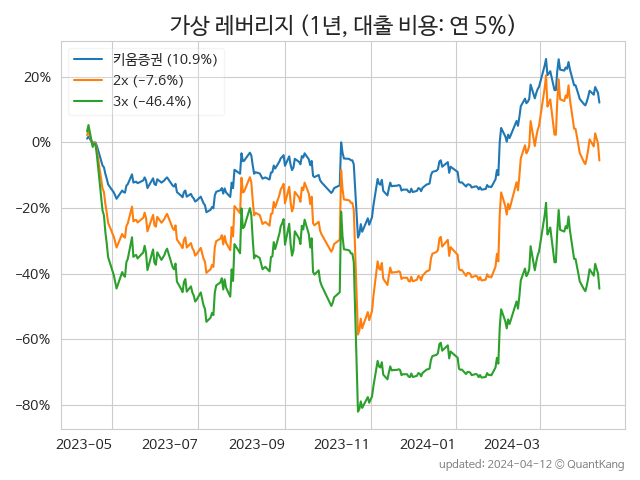 가상 레버리지 (1년, 대출 비용: 연 5%)
키움증권 (10.9%)
2x (−7.6%)
3x (−46.4%)
20%
0%
−20%
−40%
−60%
−80%
2023-05
2023-07
2023-09
2023-11
2024-01
2024-03
updated: 2024-04-12 © QuantKang